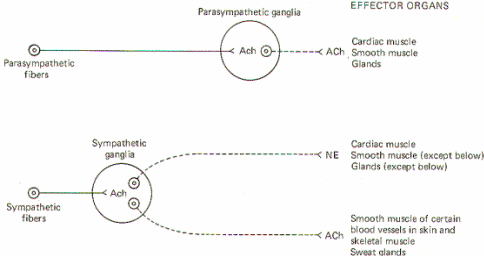 EFFECTOR ORGANS
Parasympathetic ganglia
Ach
ACh
Cardiac muscle
Smooth muscle
Glands
Parasympathetic
fibers
Sympathetic
ganglia
Ach
NE
Cardiac muscle
Smooth muscle (except below)
Glands (except below)
Sympathetic
fibers
ACh
Smooth muscle of certain
blood vessels in skin and
skeletal muscle
Sweat glands